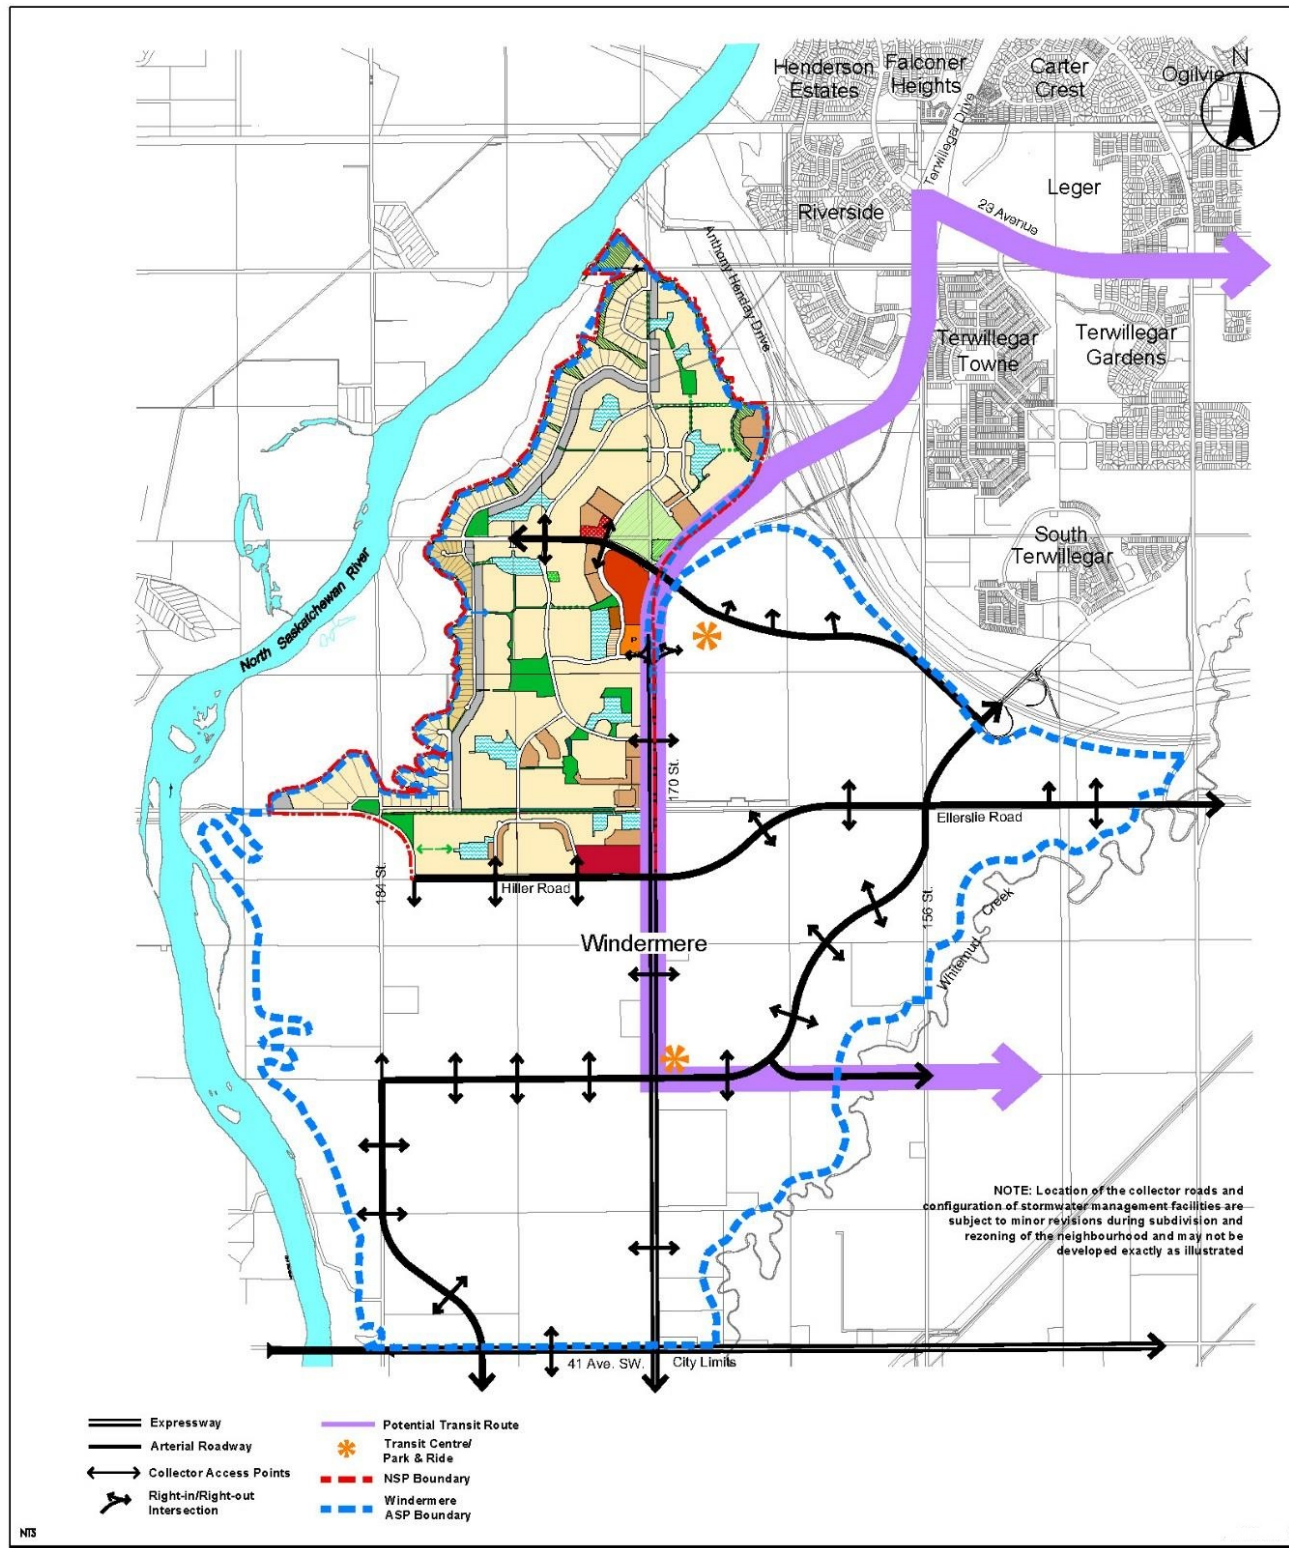 Henderson
Estates
Falconer
Heights
Carter
Crest
Ogilvie
N
Terwillegar Drive
Leger
Riverside
23 Avenue
Anthony Henday Drive
Terwillegar
Towne
Terwillegar
Gardens
South
Terwillegar
North Saskatchewan River
P
170 St.
Ellerslie Road
184 St.
Hiller Road
156 St.
Whitemud Creek
Windermere
NOTE: Location of the collector roads and
configuration of stormwater management facilities are
subject to minor revisions during subdivision and
rezoning of the neighbourhood and may not be
developed exactly as illustrated
41 Ave. SW.
City Limits
Expressway
Arterial Roadway
Collector Access Points
Right-in/Right-out
Intersection
Potential Transit Route
Transit Centre/
Park & Ride
NSP Boundary
Windermere
ASP Boundary
NTS